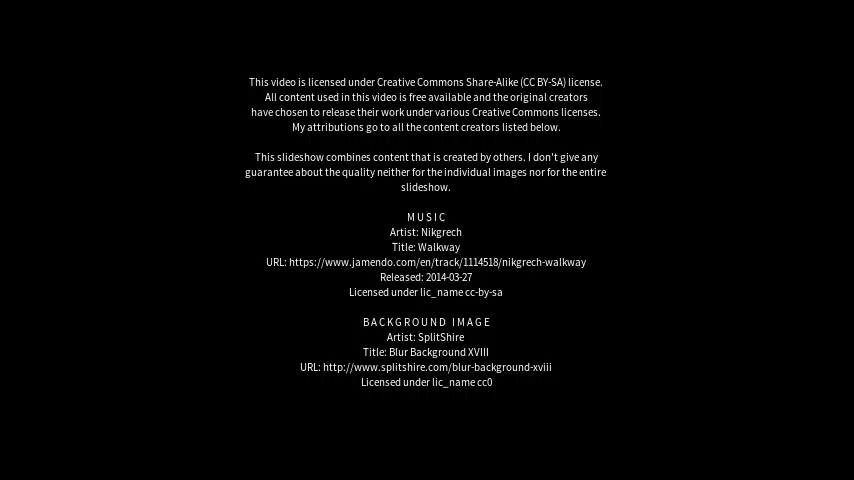 This video is licensed under Creative Commons Share-Alike (CC BY-SA) license.
All content used in this video is free available and the original creators
have chosen to release their work under various Creative Commons licenses.
My attributions go to all the content creators listed below.
This slideshow combines content that is created by others. I don't give any
guarantee about the quality neither for the individual images nor for the entire
slideshow.
MUSIC
Artist: Nikgrech
Title: Walkway
URL: https://www.jamendo.com/en/track/1114518/nikgrech-walkway
Released: 2014-03-27
Licensed under lic_name cc-by-sa
BACKGROUND IMAGE
Artist: SplitShire
Title: Blur Background XVIII
URL: http://www.splitshire.com/blur-background-xviii
Licensed under lic_name cc0